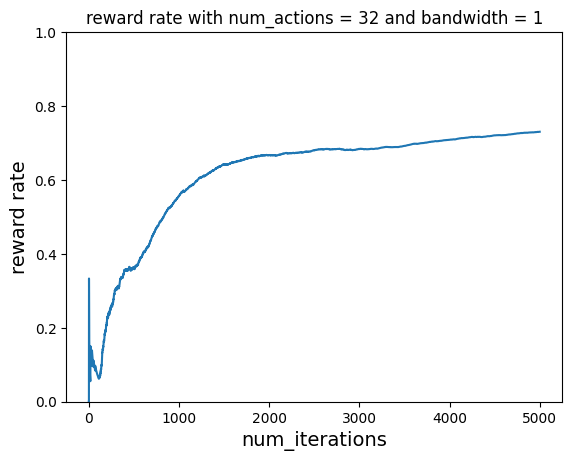 reward rate with num_actions = 32 and bandwidth = 1
1.0
0.8
0.6
0.4
0.2
0.0
reward rate
0 1000 2000 3000 4000 5000
num_iterations